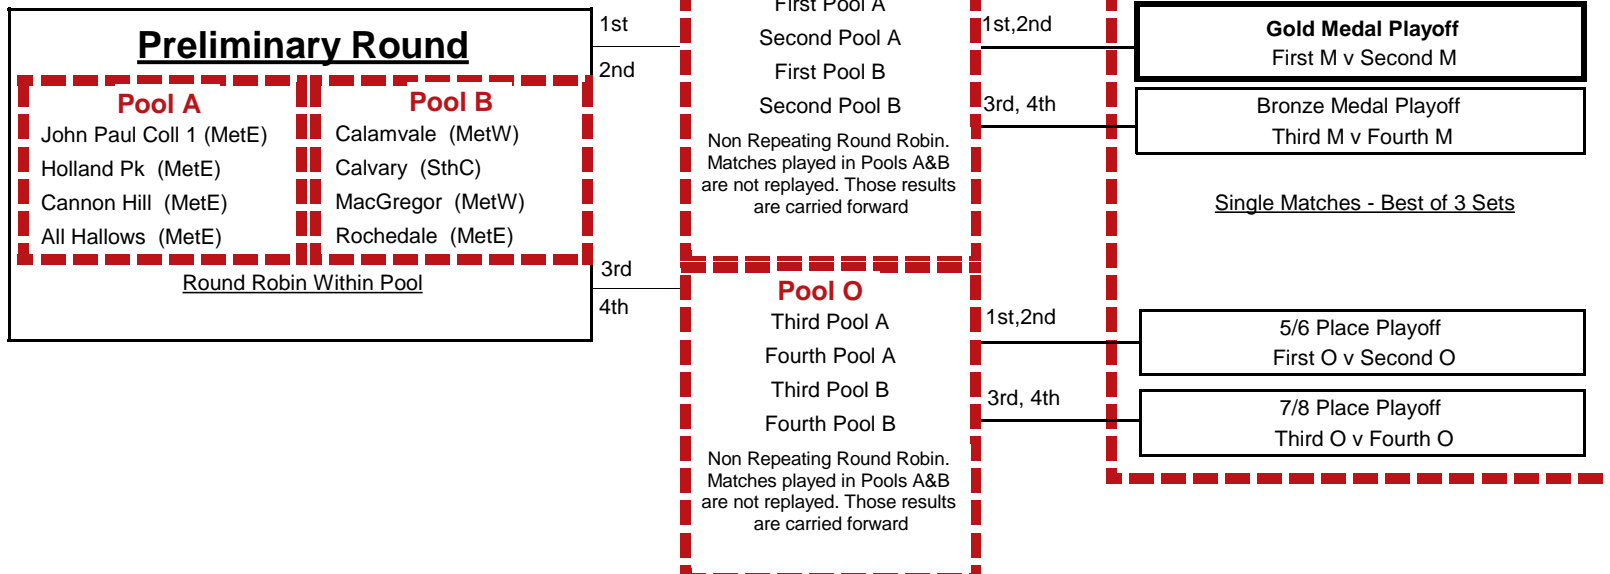 Preliminary Round
Pool A
John Paul Coll 1 (MetE)
Holland Pk  (MetE)
Cannon Hill  (MetE)
All Hallows  (MetE)
Pool B
Calamvale  (MetW)
Calvary  (SthC)
MacGregor  (MetW)
Rochedale  (MetE)
Round Robin Within Pool
1st
2nd
3rd
4th
First Pool A
Second Pool A
First Pool B
Second Pool B
Non Repeating Round Robin.
Matches played in Pools A&B
are not replayed. Those results
are carried forward
Pool O
Third Pool A
Fourth Pool A
Third Pool B
Fourth Pool B
Non Repeating Round Robin.
Matches played in Pools A&B
are not replayed. Those results
are carried forward
1st,2nd
3rd, 4th
1st,2nd
3rd, 4th
Gold Medal Playoff
First M v Second M
Bronze Medal Playoff
Third M v Fourth M
Single Matches - Best of 3 Sets
5/6 Place Playoff
First O v Second O
7/8 Place Playoff
Third O v Fourth O